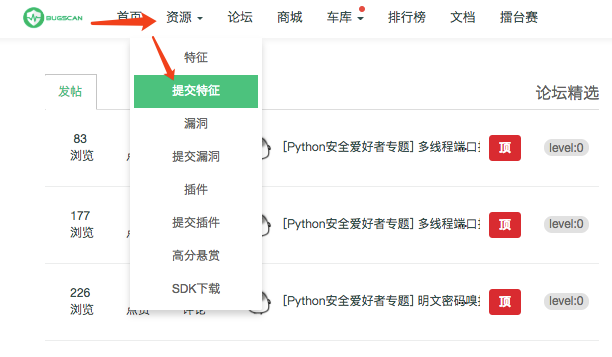 BUGSCAN 首页 资源 论坛 商城 车库 排行榜 文档 擂台赛
特征
提交特征
漏洞
提交漏洞
插件
提交插件
高分悬赏
SDK下载
发帖 论坛精选
83
浏览 [Python安全爱好者专题] 多线程端口 顶 level:0
177
浏览 [Python安全爱好者专题] 多线程端口 顶 level:0
226
浏览 点赞 评论 [Python安全爱好者专题] 明文密码嗅 顶 level:0